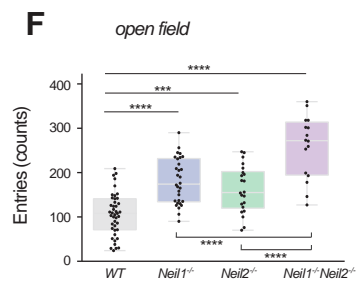 F
open field
****
***
****
400
300
200
100
0
Entries (counts)
****
****
WT Neil1⁻/⁻ Neil2⁻/⁻ Neil1⁻/⁻Neil2⁻/⁻